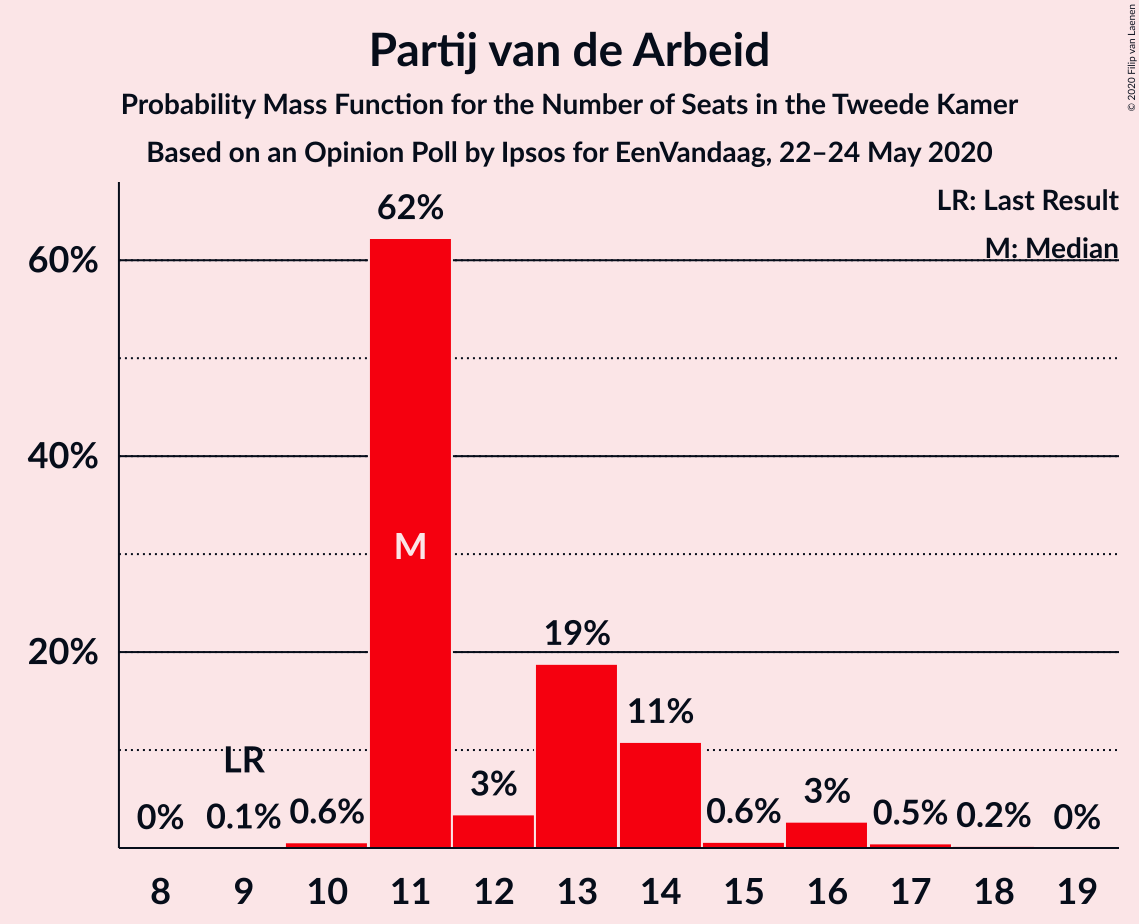 Partij van de Arbeid
Probability Mass Function for the Number of Seats in the Tweede Kamer
Based on an Opinion Poll by Ipsos for EenVandaag, 22–24 May 2020
© 2020 Filip van Laenen
LR: Last Result
M: Median
62%
60%
40%
M
19%
20%
11%
LR
3%
3%
0%
0.1%
0.6%
0.6%
0.5%
0.2%
0%
8 9 10 11 12 13 14 15 16 17 18 19